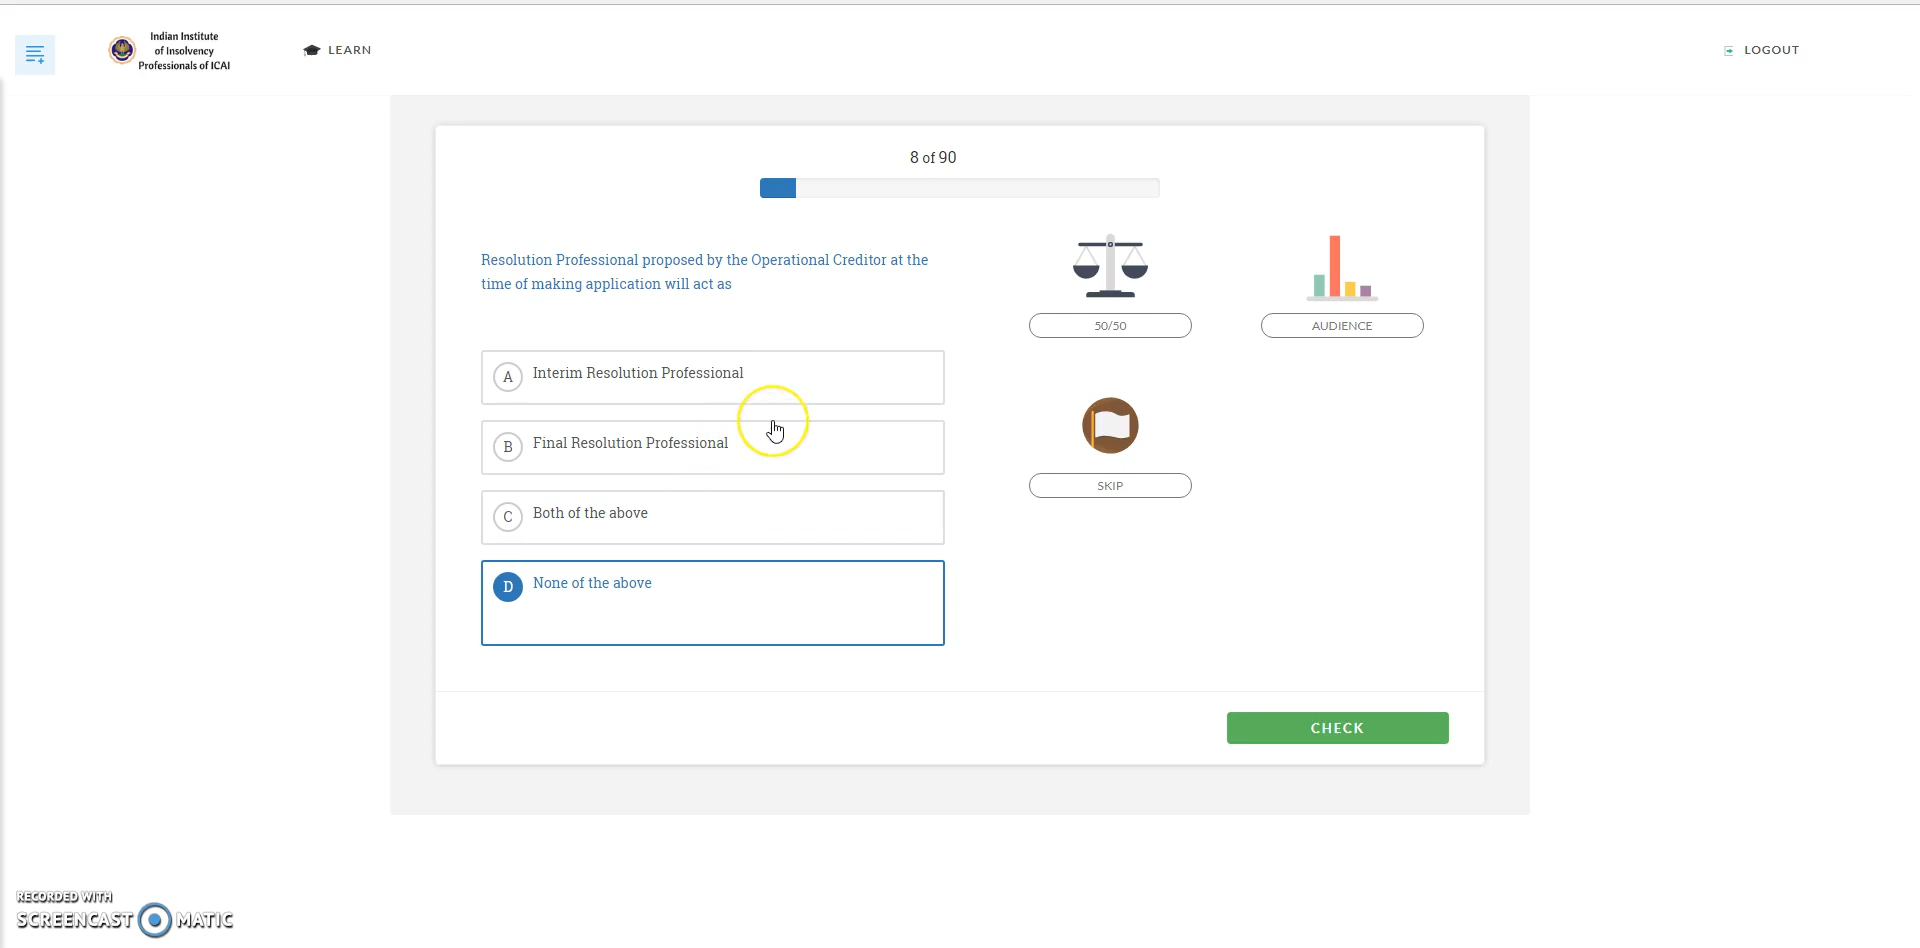 Indian Institute
of Insolvency
Professionals of ICAI
LEARN
LOGOUT
8 of 90
Resolution Professional proposed by the Operational Creditor at the
time of making application will act as
A Interim Resolution Professional
B Final Resolution Professional
C Both of the above
D None of the above
50/50
AUDIENCE
SKIP
CHECK
RECORDED WITH
SCREENCAST MATIC